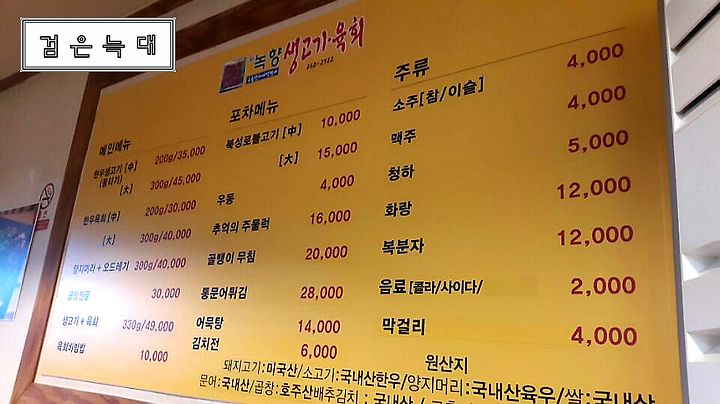 검은늑대
녹향 생고기·육회
메인메뉴
한우생고기 [中] 200g/35,000
(뭉티기) [大] 300g/45,000
한우육회 [中] 200g/30,000
[大] 300g/40,000
양지머리 + 오드레기 300g/40,000
30,000
생고기 + 육회 330g/49,000
육회비빔밥 10,000
포차메뉴
북성로불고기 [中] 10,000
[大] 15,000
우동 4,000
추억의 주물럭 16,000
골뱅이 무침 20,000
통문어튀김 28,000
어묵탕 14,000
김치전 6,000
주류
소주[참/이슬] 4,000
맥주 4,000
청하 5,000
화랑 12,000
복분자 12,000
음료[콜라/사이다/ 2,000
막걸리 4,000
원산지
돼지고기:미국산/소고기:국내산한우/양지머리:국내산육우/쌀:국내산
문어:국내산/곱창:호주산배추김치:국내산/